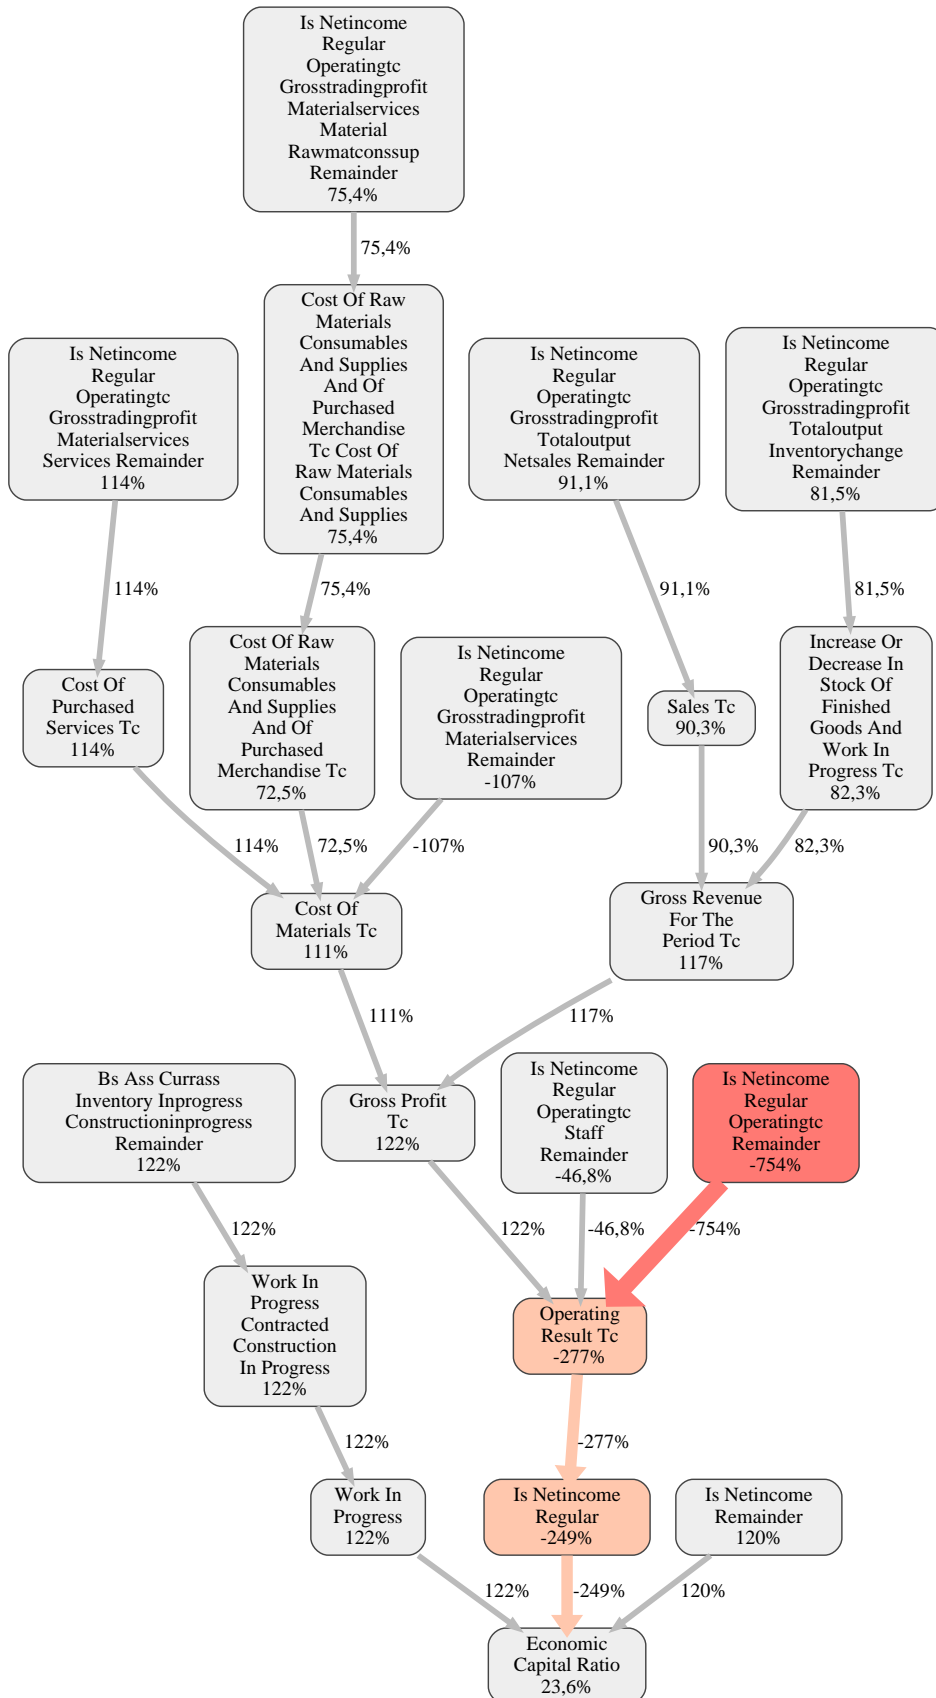 Is Netincome
Regular
Operatingtc
Grosstradingprofit
Materialservices
Material
Rawmatconssup
Remainder
75,4%
75,4%
Cost Of Raw
Materials
Consumables
And Supplies
And Of
Purchased
Merchandise
Tc Cost Of
Raw Materials
Consumables
And Supplies
75,4%
Is Netincome
Regular
Operatingtc
Grosstradingprofit
Materialservices
Services Remainder
114%
Is Netincome
Regular
Operatingtc
Grosstradingprofit
Totaloutput
Netsales Remainder
91,1%
Is Netincome
Regular
Operatingtc
Grosstradingprofit
Totaloutput
Inventorychange
Remainder
81,5%
114%
75,4%
91,1%
81,5%
Cost Of
Purchased
Services Tc
114%
Cost Of Raw
Materials
Consumables
And Supplies
And Of
Purchased
Merchandise Tc
72,5%
Is Netincome
Regular
Operatingtc
Grosstradingprofit
Materialservices
Remainder
-107%
Sales Tc
90,3%
Increase Or
Decrease In
Stock Of
Finished
Goods And
Work In
Progress Tc
82,3%
114%
72,5%
-107%
90,3%
82,3%
Cost Of
Materials Tc
111%
Gross Revenue
For The
Period Tc
117%
111%
117%
Bs Ass Currass
Inventory Inprogress
Constructioninprogress
Remainder
122%
Gross Profit
Tc
122%
Is Netincome
Regular
Operatingtc
Staff
Remainder
-46,8%
Is Netincome
Regular
Operatingtc
Remainder
-754%
122%
122%
-46,8%
-754%
Work In
Progress
Contracted
Construction
In Progress
122%
Operating
Result Tc
-277%
122%
-277%
Work In
Progress
122%
Is Netincome
Regular
-249%
Is Netincome
Remainder
120%
122%
-249%
120%
Economic
Capital Ratio
23,6%